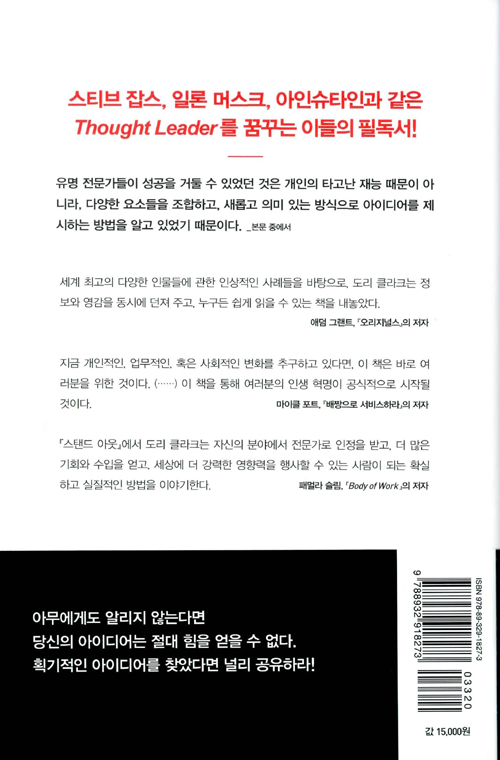 스티브 잡스, 일론 머스크, 아인슈타인과 같은
Thought Leader를 꿈꾸는 이들의 필독서!
유명 전문가들이 성공을 거둘 수 있었던 것은 개인의 타고난 재능 때문이 아
니라, 다양한 요소들을 조합하고, 새롭고 의미 있는 방식으로 아이디어를 제
시하는 방법을 알고 있었기 때문이다. _본문 중에서
세계 최고의 다양한 인물들에 관한 인상적인 사례들을 바탕으로, 도리 클라크는 정
보와 영감을 동시에 던져 주고, 누구든 쉽게 읽을 수 있는 책을 내놓았다.
애덤 그랜트, 『오리지널스』의 저자
지금 개인적인, 업무적인, 혹은 사회적인 변화를 추구하고 있다면, 이 책은 바로 여
러분을 위한 것이다. (……) 이 책을 통해 여러분의 인생 혁명이 공식적으로 시작될
것이다. 마이클 포트, 『배짱으로 서비스하라』의 저자
『스탠드 아웃』에서 도리 클라크는 자신의 분야에서 전문가로 인정을 받고, 더 많은
기회와 수입을 얻고, 세상에 더 강력한 영향력을 행사할 수 있는 사람이 되는 확실
하고 실질적인 방법을 이야기한다. 패멀라 슬림, 『Body of Work』의 저자
아무에게도 알리지 않는다면
당신의 아이디어는 절대 힘을 얻을 수 없다.
획기적인 아이디어를 찾았다면 널리 공유하라!
ISBN 978-89-329-1827-3
9 788932 918273
03320
값 15,000원